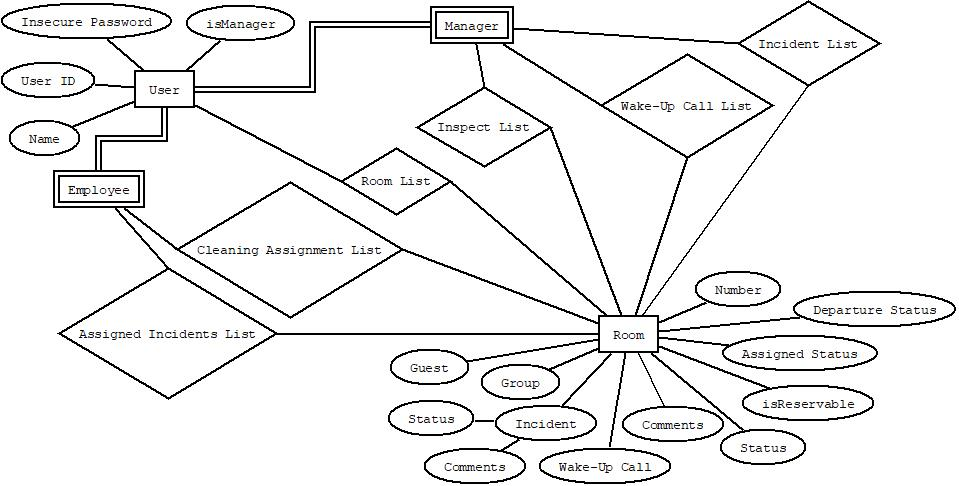 Insecure Password
isManager
Manager
Incident List
User ID
User
Wake-Up Call List
Name
Inspect List
Employee
Room List
Cleaning Assignment List
Number
Departure Status
Assigned Incidents List
Room
Assigned Status
Guest
Group
isReservable
Status
Incident
Comments
Status
Comments
Wake-Up Call